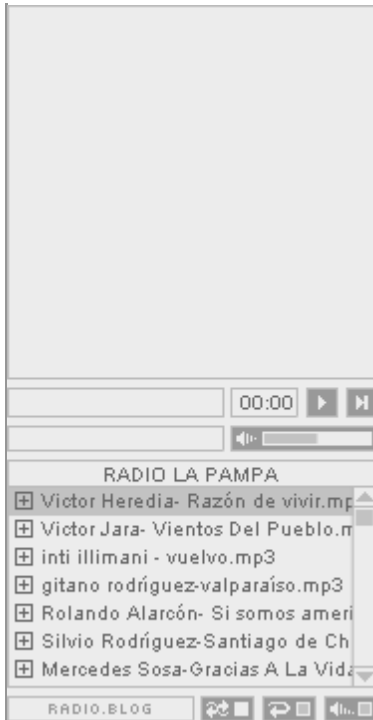 00:00
RADIO LA PAMPA
Victor Heredia- Razón de vivir.mp
Victor Jara- Vientos Del Pueblo.m
inti illimani - vuelvo.mp3
gitano rodríguez-valparaíso.mp3
Rolando Alarcón- Si somos ameri
Silvio Rodríguez-Santiago de Ch
Mercedes Sosa-Gracias A La Vida
RADIO.BLOG